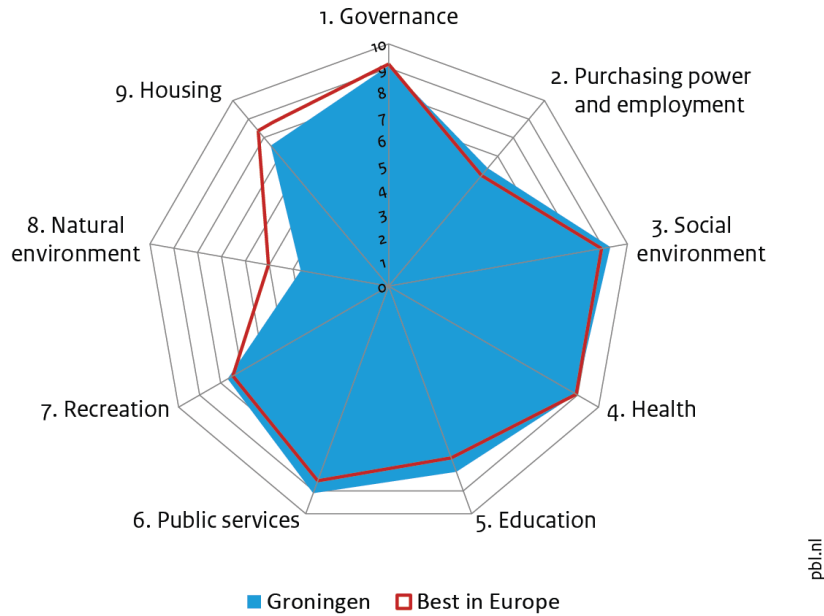 1. Governance
10
9
8
7
6
5
4
3
2
1
0
2. Purchasing power
and employment
3. Social
environment
4. Health
5. Education
6. Public services
7. Recreation
8. Natural
environment
9. Housing
Groningen
Best in Europe
pbl.nl